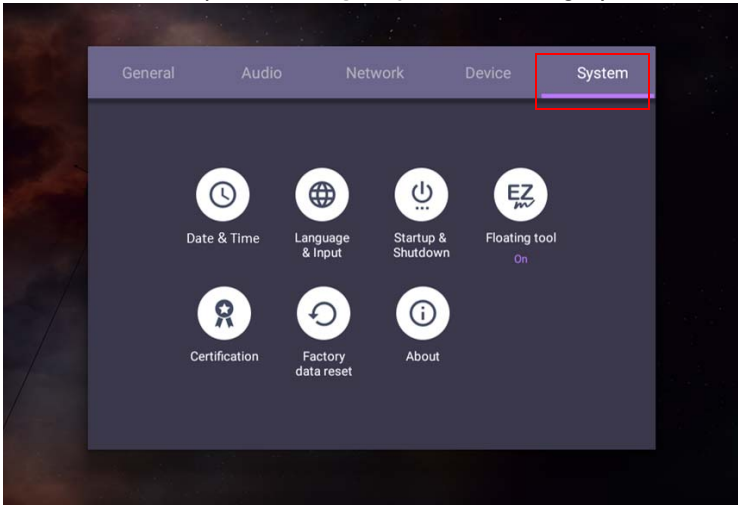 General Audio Network Device System
Date & Time
Language
& Input
Startup &
Shutdown
EZ
Floating tool
On
Certification
Factory
data reset
About